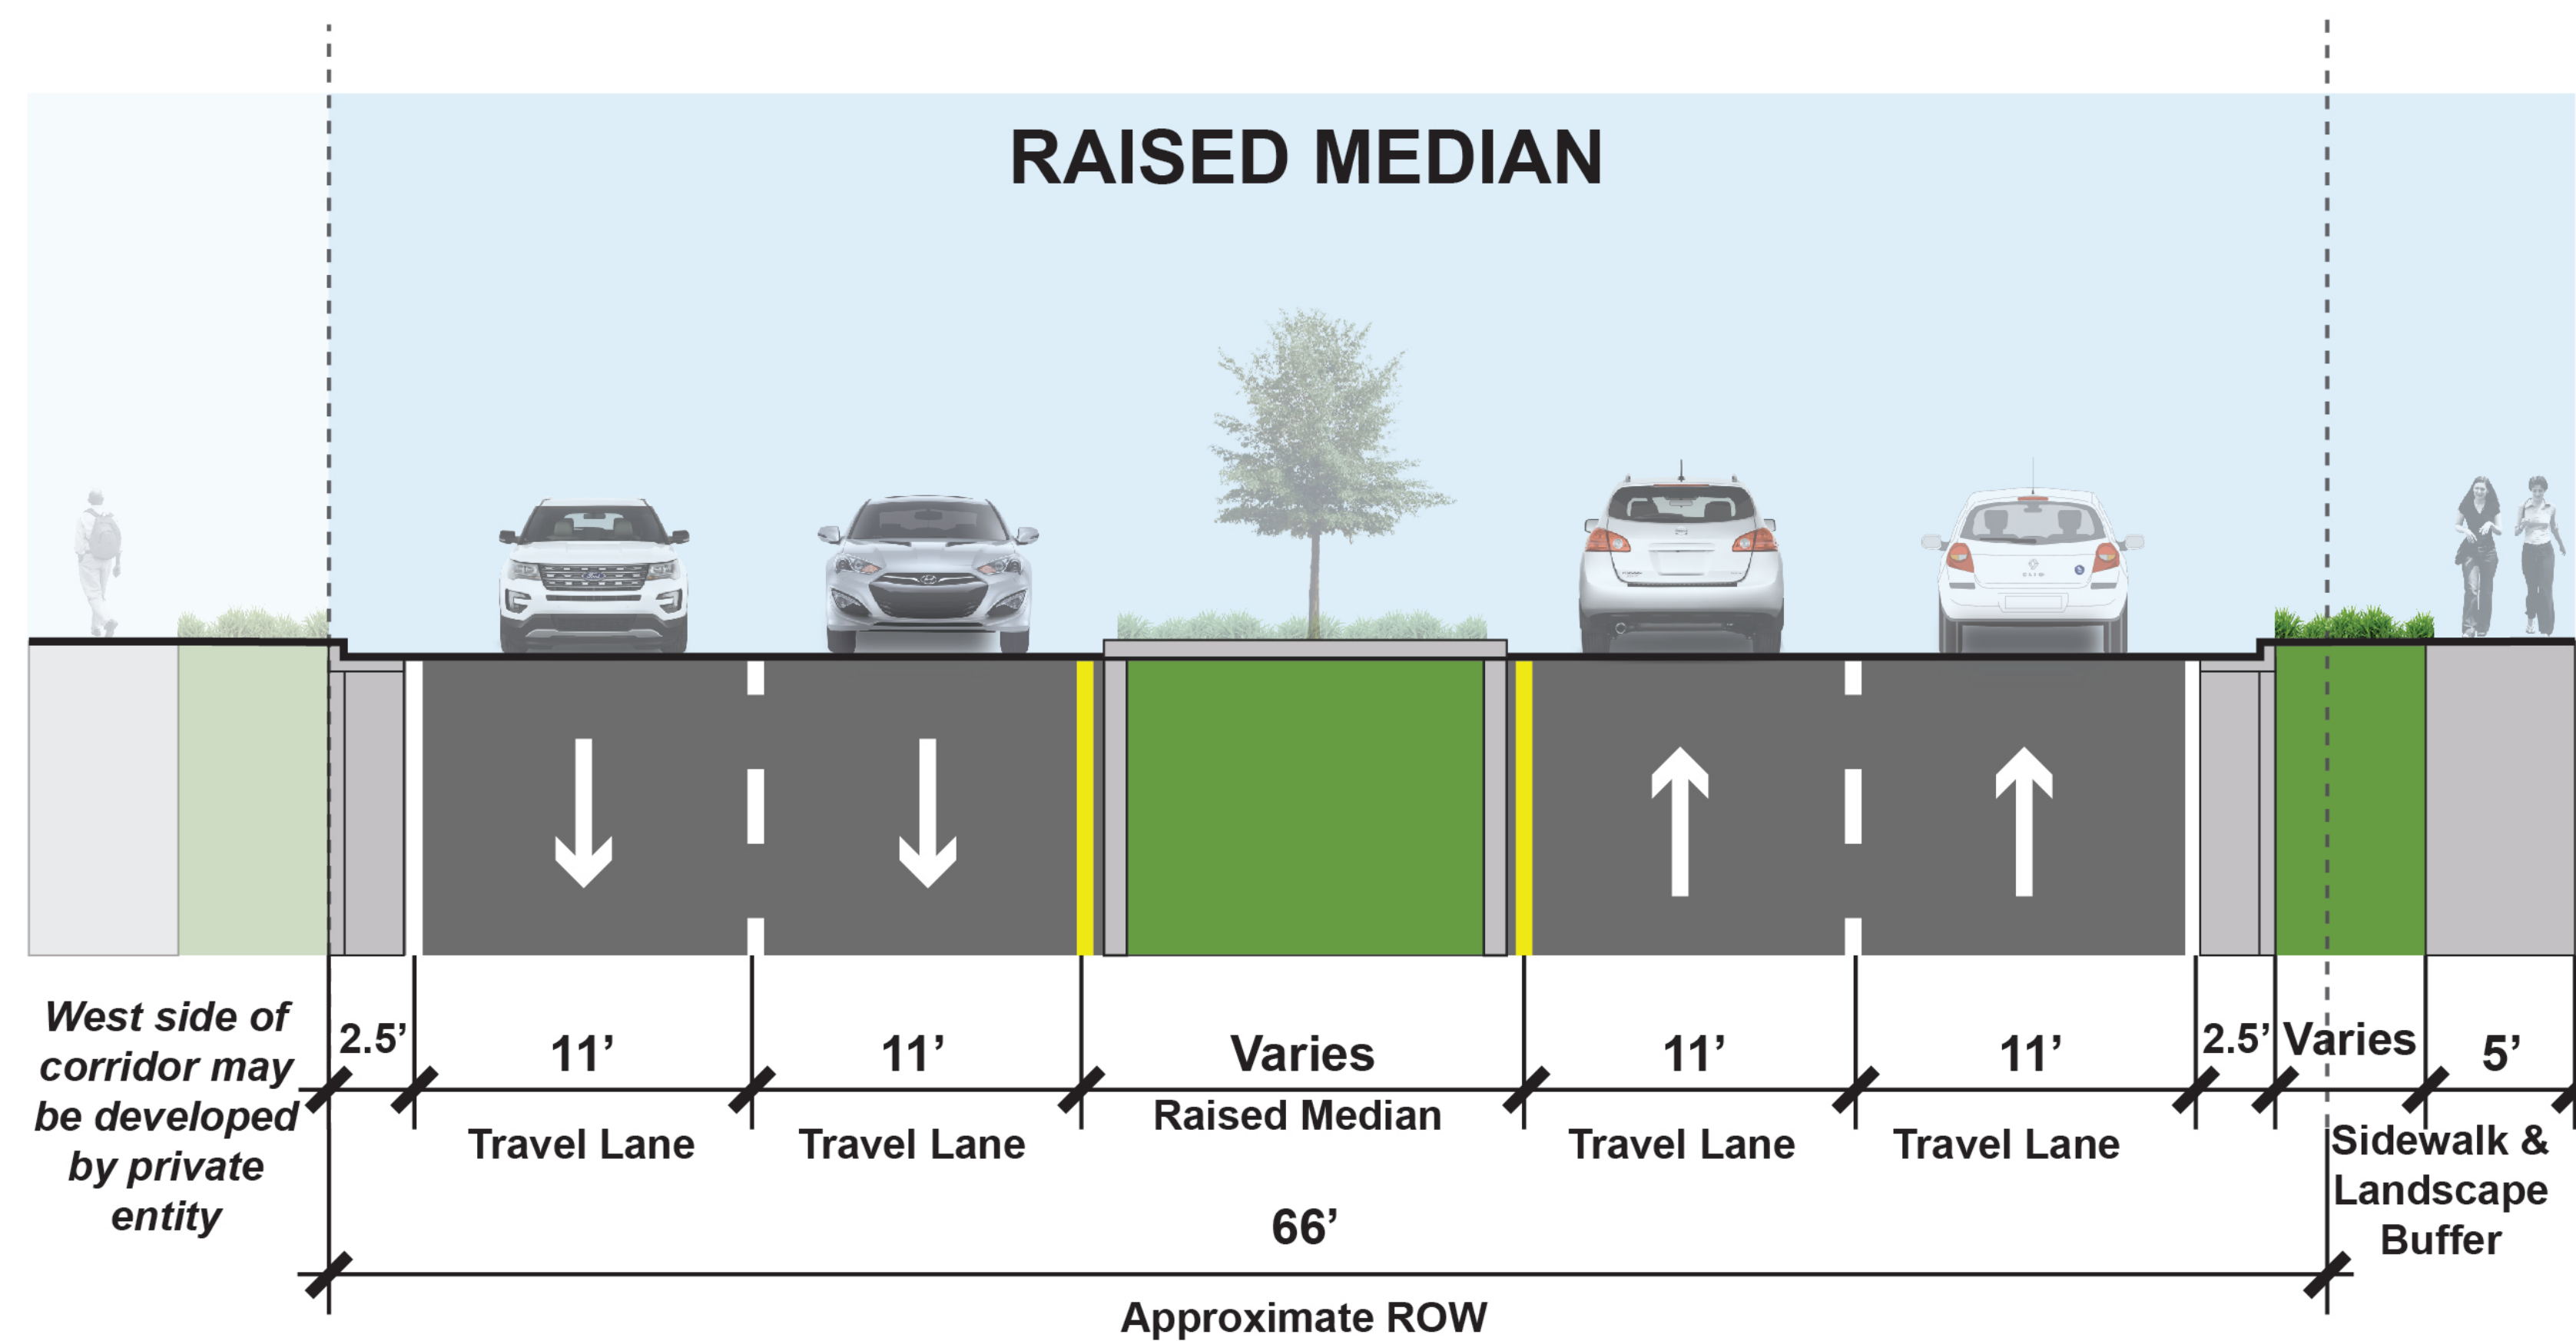 RAISED MEDIAN
West side of
corridor may
be developed
by private
entity
2.5’
11’
11’
Varies
11’
11’
2.5’
Varies
5’
Travel Lane
Travel Lane
Raised Median
Travel Lane
Travel Lane
Sidewalk &
Landscape
Buffer
66’
Approximate ROW